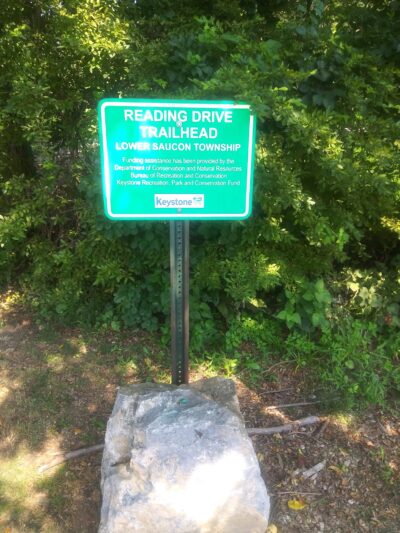 READING DRIVE
TRAILHEAD
LOWER SAUCON TOWNSHIP
Funding assistance has been provided by the
Department of Conservation and Natural Resources
Bureau of Recreation and Conservation
Keystone Recreation, Park and Conservation Fund
Keystone